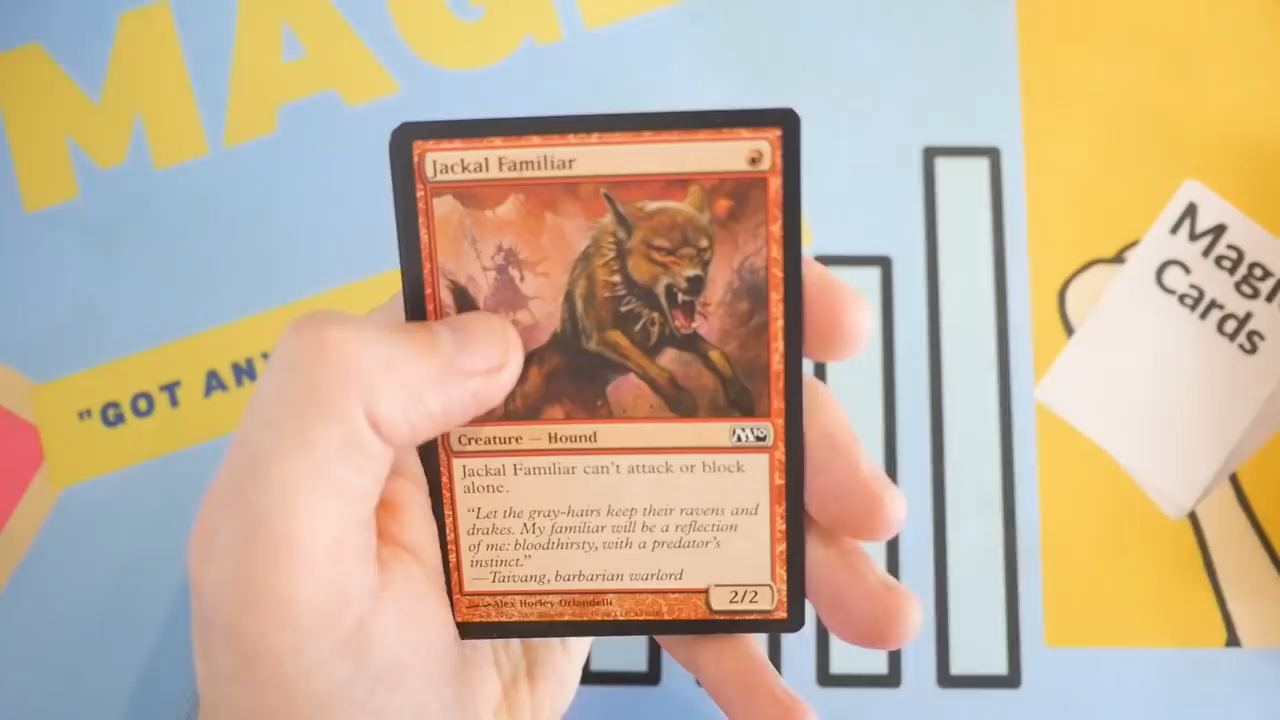 MAGE
"GOT AN
Magi
Cards
Jackal Familiar
Creature — Hound
M10
Jackal Familiar can't attack or block
alone.
"Let the gray-hairs keep their ravens and
drakes. My familiar will be a reflection
of me: bloodthirsty, with a predator's
instinct."
—Taivang, barbarian warlord
2/2
Alex Horley-Orlandelli